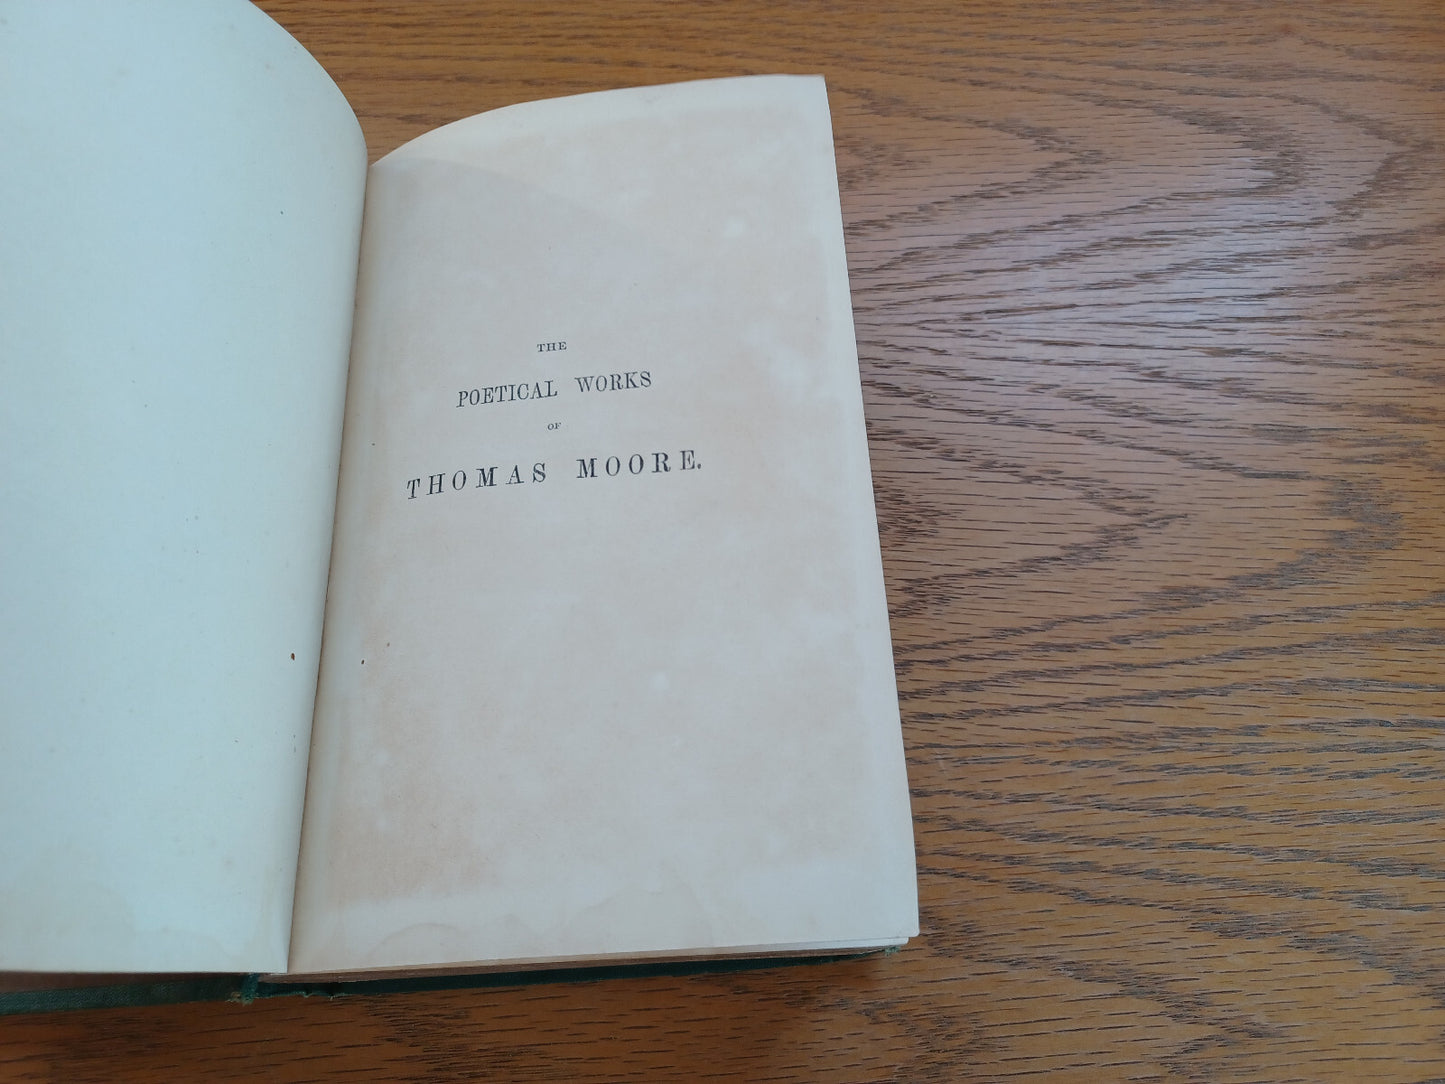 THE
POETICAL WORKS
OF
THOMAS MOORE.